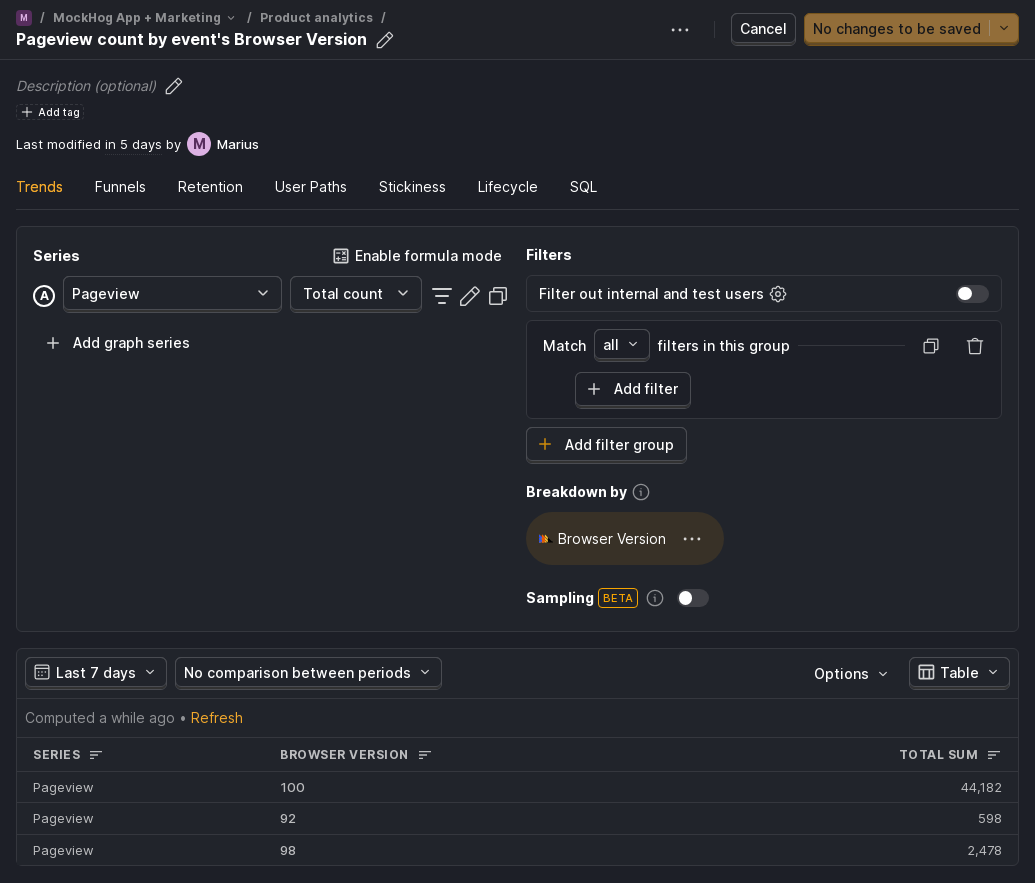 M / MockHog App + Marketing / Product analytics /
Pageview count by event's Browser Version
Cancel
No changes to be saved
Description (optional)
Add tag
Last modified in 5 days by M Marius
Trends Funnels Retention User Paths Stickiness Lifecycle SQL
Series
Enable formula mode
A Pageview Total count
Add graph series
Filters
Filter out internal and test users
Match all filters in this group
Add filter
Add filter group
Breakdown by
Browser Version
Sampling BETA
Last 7 days No comparison between periods Options Table
Computed a while ago • Refresh
SERIES BROWSER VERSION TOTAL SUM
Pageview 100 44,182
Pageview 92 598
Pageview 98 2,478